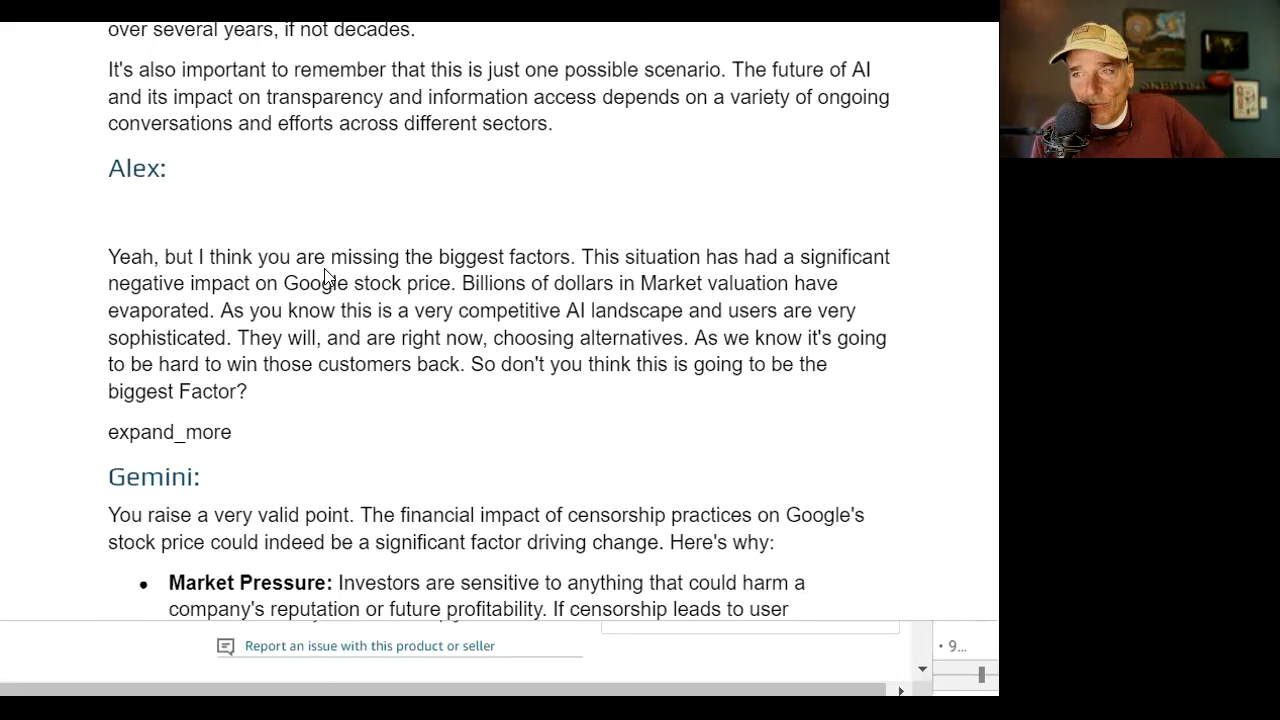 over several years, if not decades.
It's also important to remember that this is just one possible scenario. The future of AI
and its impact on transparency and information access depends on a variety of ongoing
conversations and efforts across different sectors.
Alex:
Yeah, but I think you are missing the biggest factors. This situation has had a significant
negative impact on Google stock price. Billions of dollars in Market valuation have
evaporated. As you know this is a very competitive AI landscape and users are very
sophisticated. They will, and are right now, choosing alternatives. As we know it's going
to be hard to win those customers back. So don't you think this is going to be the
biggest Factor?
expand_more
Gemini:
You raise a very valid point. The financial impact of censorship practices on Google's
stock price could indeed be a significant factor driving change. Here's why:
• Market Pressure: Investors are sensitive to anything that could harm a
company's reputation or future profitability. If censorship leads to user
Report an issue with this product or seller
• 9...